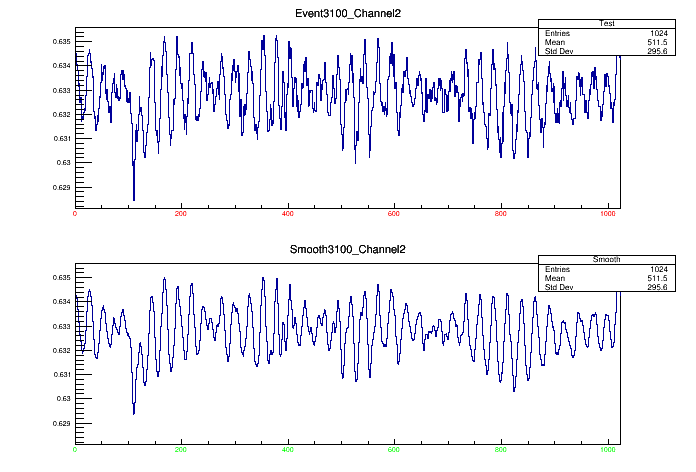 Event3100_Channel2
Test
Entries 1024
Mean 511.5
Std Dev 295.6
0.635
0.634
0.633
0.632
0.631
0.63
0.629
0 200 400 600 800 1000
Smooth3100_Channel2
Smooth
Entries 1024
Mean 511.5
Std Dev 295.6
0.635
0.634
0.633
0.632
0.631
0.63
0.629
0 200 400 600 800 1000